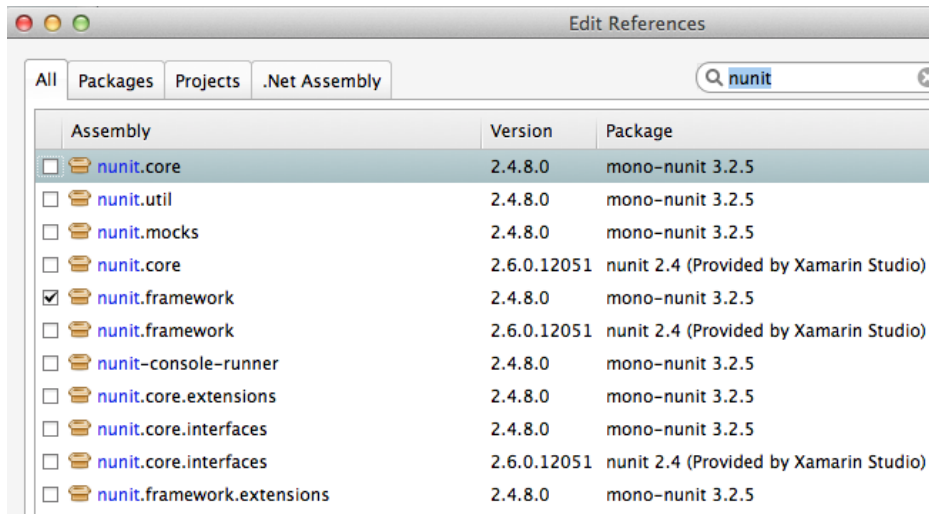 Edit References
All Packages Projects .Net Assembly nunit
Assembly Version Package
nunit.core 2.4.8.0 mono-nunit 3.2.5
nunit.util 2.4.8.0 mono-nunit 3.2.5
nunit.mocks 2.4.8.0 mono-nunit 3.2.5
nunit.core 2.6.0.12051 nunit 2.4 (Provided by Xamarin Studio)
nunit.framework 2.4.8.0 mono-nunit 3.2.5
nunit.framework 2.6.0.12051 nunit 2.4 (Provided by Xamarin Studio)
nunit-console-runner 2.4.8.0 mono-nunit 3.2.5
nunit.core.extensions 2.4.8.0 mono-nunit 3.2.5
nunit.core.interfaces 2.4.8.0 mono-nunit 3.2.5
nunit.core.interfaces 2.6.0.12051 nunit 2.4 (Provided by Xamarin Studio)
nunit.framework.extensions 2.4.8.0 mono-nunit 3.2.5